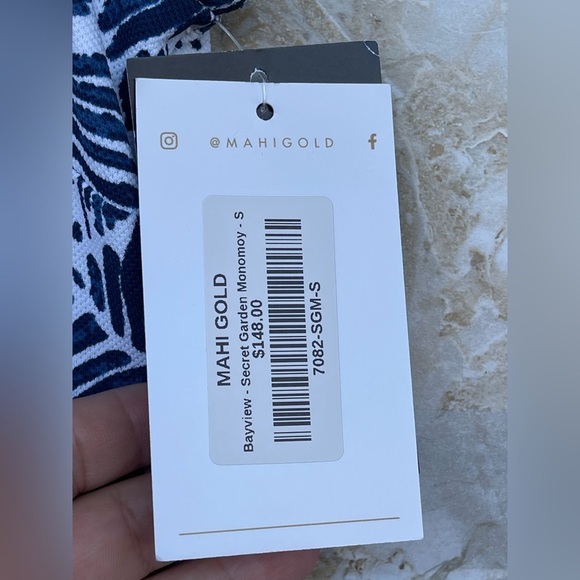 @MAHIGOLD
MAHI GOLD
Bayview - Secret Garden Monomoy - S
$148.00
7082-SGM-S